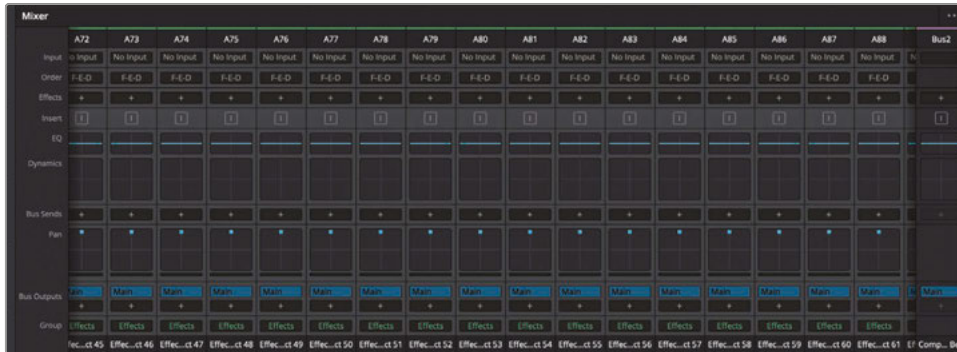 Mixer
A72 A73 A74 A75 A76 A77 A78 A79 A80 A81 A82 A83 A84 A85 A86 A87 A88 Bus2
Input o Input No Input No Input No Input No Input No Input No Input No Input No Input No Input No Input No Input No Input No Input No Input No Input No Input N
Order F-E-D F-E-D F-E-D F-E-D F-E-D F-E-D F-E-D F-E-D F-E-D F-E-D F-E-D F-E-D F-E-D F-E-D F-E-D F-E-D F-E-D
Effects + + + + + + + + + + + + + + + + + +
Insert
EQ
Dynamics
Bus Sends + + + + + + + + + + + + + + + + + +
Pan
Bus Outputs Main Main Main Main Main Main Main Main Main Main Main Main Main Main Main Main Main Main
+ + + + + + + + + + + + + + + + + +
Group Effects Effects Effects Effects Effects Effects Effects Effects Effects Effects Effects Effects Effects Effects Effects Effects Effects
fec...ct 45 Effec...ct 46 Effec...ct 47 Effec...ct 48 Effec...ct 49 Effec...ct 50 Effec...ct 51 Effec...ct 52 Effec...ct 53 Effec...ct 54 Effec...ct 55 Effec...ct 56 Effec...ct 57 Effec...ct 58 Effec...ct 59 Effec...ct 60 Effec...ct 61 Ef Comp... Be